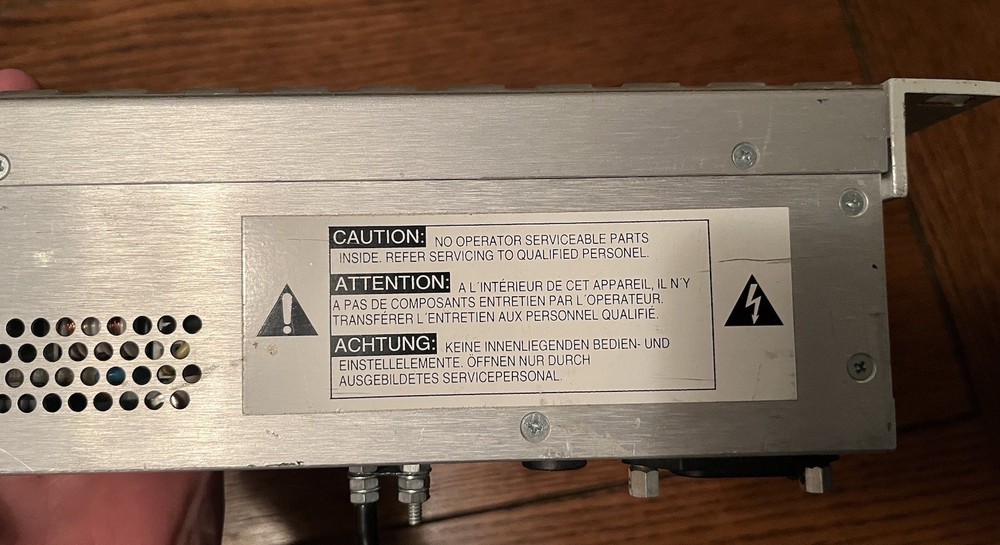 CAUTION: NO OPERATOR SERVICEABLE PARTS
INSIDE. REFER SERVICING TO QUALIFIED PERSONEL.
ATTENTION: A L´INTÉRIEUR DE CET APPAREIL, IL N´Y
A PAS DE COMPOSANTS ENTRETIEN PAR L´OPERATEUR.
TRANSFÉRER L´ENTRETIEN AUX PERSONNEL QUALIFIÉ.
ACHTUNG: KEINE INNENLIEGENDEN BEDIEN- UND
EINSTELLELEMENTE. ÖFFNEN NUR DURCH
AUSGEBILDETES SERVICEPERSONAL.